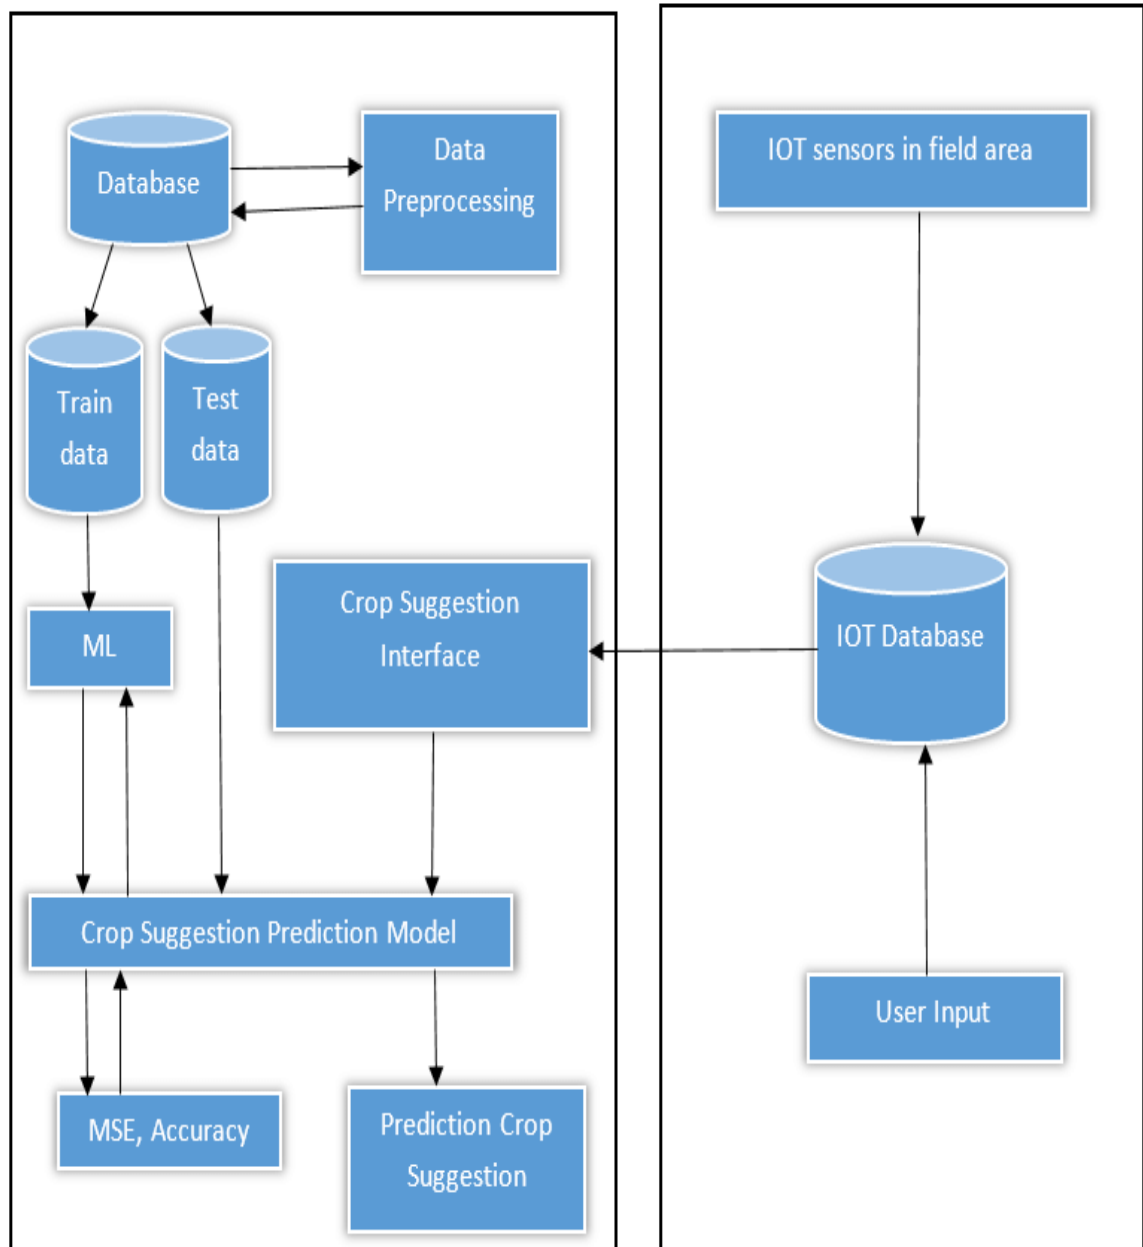 Database
Data
Preprocessing
Train
data
Test
data
ML
Crop Suggestion
Interface
Crop Suggestion Prediction Model
MSE, Accuracy
Prediction Crop
Suggestion
IOT sensors in field area
IOT Database
User Input